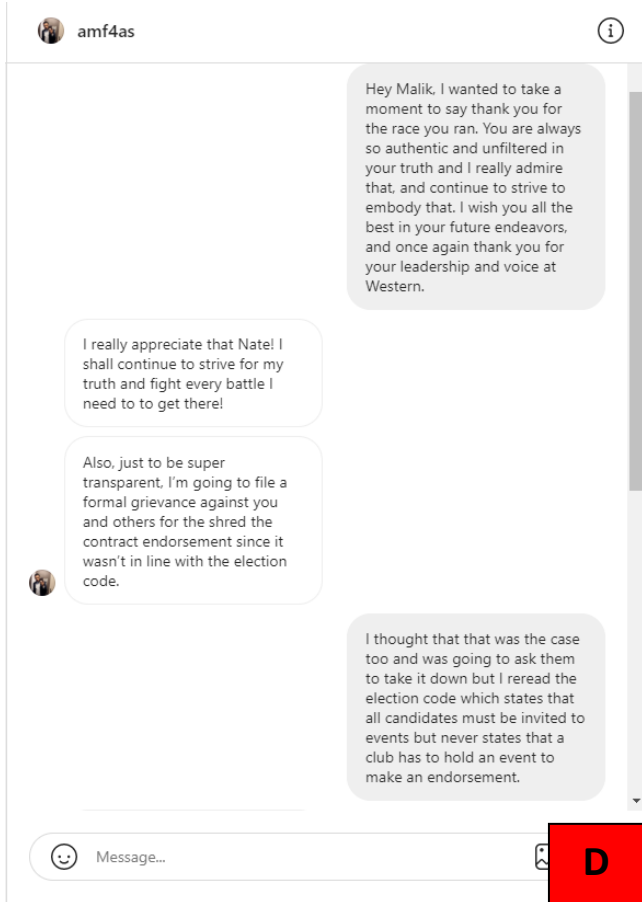 amf4as
Hey Malik, I wanted to take a
moment to say thank you for
the race you ran. You are always
so authentic and unfiltered in
your truth and I really admire
that, and continue to strive to
embody that. I wish you all the
best in your future endeavors,
and once again thank you for
your leadership and voice at
Western.
I really appreciate that Nate! I
shall continue to strive for my
truth and fight every battle I
need to to get there!
Also, just to be super
transparent, I'm going to file a
formal grievance against you
and others for the shred the
contract endorsement since it
wasn't in line with the election
code.
I thought that that was the case
too and was going to ask them
to take it down but I reread the
election code which states that
all candidates must be invited to
events but never states that a
club has to hold an event to
make an endorsement.
Message...
D